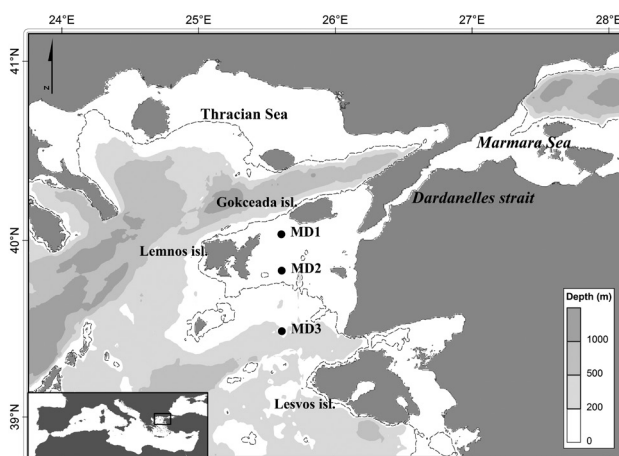 24°E 25°E 26°E 27°E 28°E
41°N
N
Thracian Sea
Marmara Sea
Gokceada isl.
Dardanelles strait
40°N
MD1
Lemnos isl.
MD2
Depth (m)
MD3
1000
500
Lesvos isl.
200
39°N
0